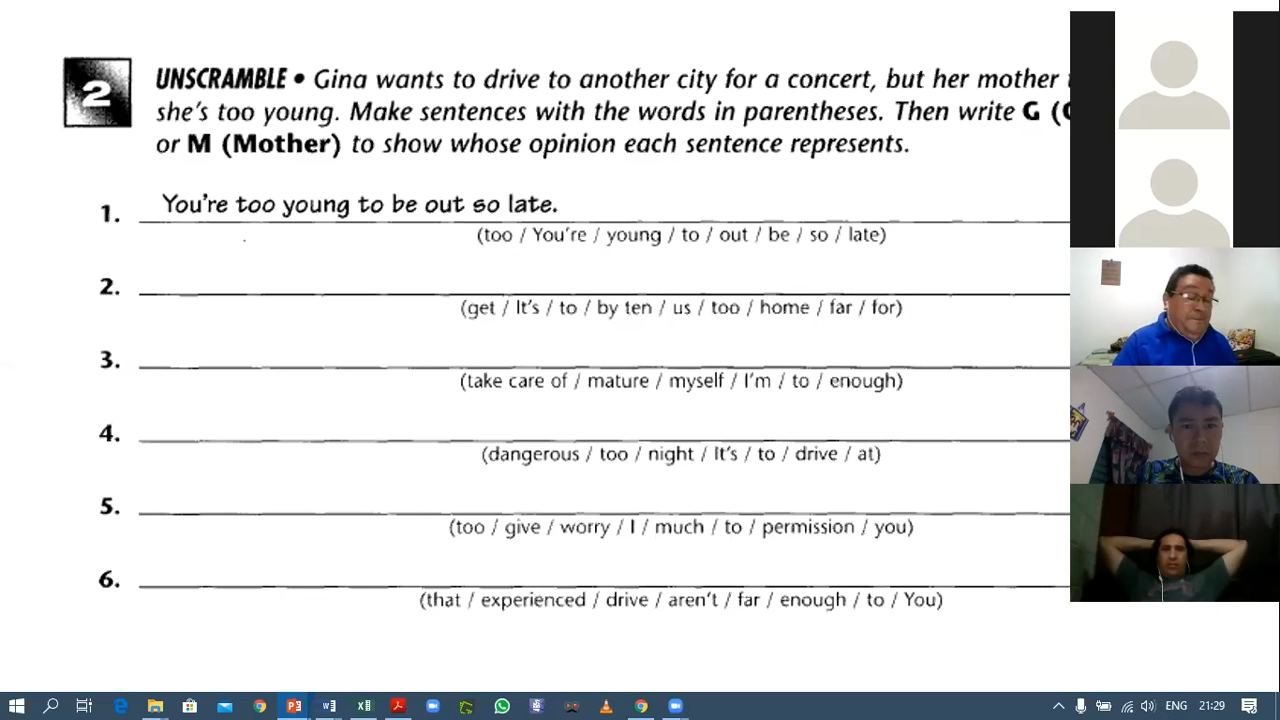 2
UNSCRAMBLE • Gina wants to drive to another city for a concert, but her mother
she's too young. Make sentences with the words in parentheses. Then write G
or M (Mother) to show whose opinion each sentence represents.
1. You're too young to be out so late.
(too / You're / young / to / out / be / so / late)
2.
(get / It's / to / by ten / us / too / home / far / for)
3.
(take care of / mature / myself / I'm / to / enough)
4.
(dangerous / too / night / It's / to / drive / at)
5.
(too / give / worry / I / much / to / permission / you)
6.
(that / experienced / drive / aren't / far / enough / to / You)
ENG 21:29